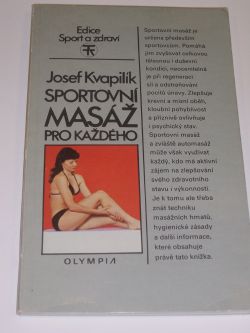 Edice
Sport a zdraví
Josef Kvapilík
SPORTOVNÍ
MASÁŽ
PRO KAŽDÉHO
OLYMPIA
Sportovní masáž je
určena především
sportovcům. Pomáhá
jim zvyšovat celkovou
tělesnou i duševní
kondici, neocenitelná
je při regeneraci
sil a odstraňování
pocitů únavy. Zlepšuje
krevní a mízní oběh,
kloubní pohyblivost
a příznivě ovlivňuje
i psychický stav.
Sportovní masáž
a zvláště automasáž
může však využívat
každý, kdo má aktivní
zájem na zlepšování
svého zdravotního
stavu i výkonnosti.
Je k tomu ale třeba
znát techniku
masážních hmatů,
hygienické zásady
a další informace,
které obsahuje
právě tato knížka.